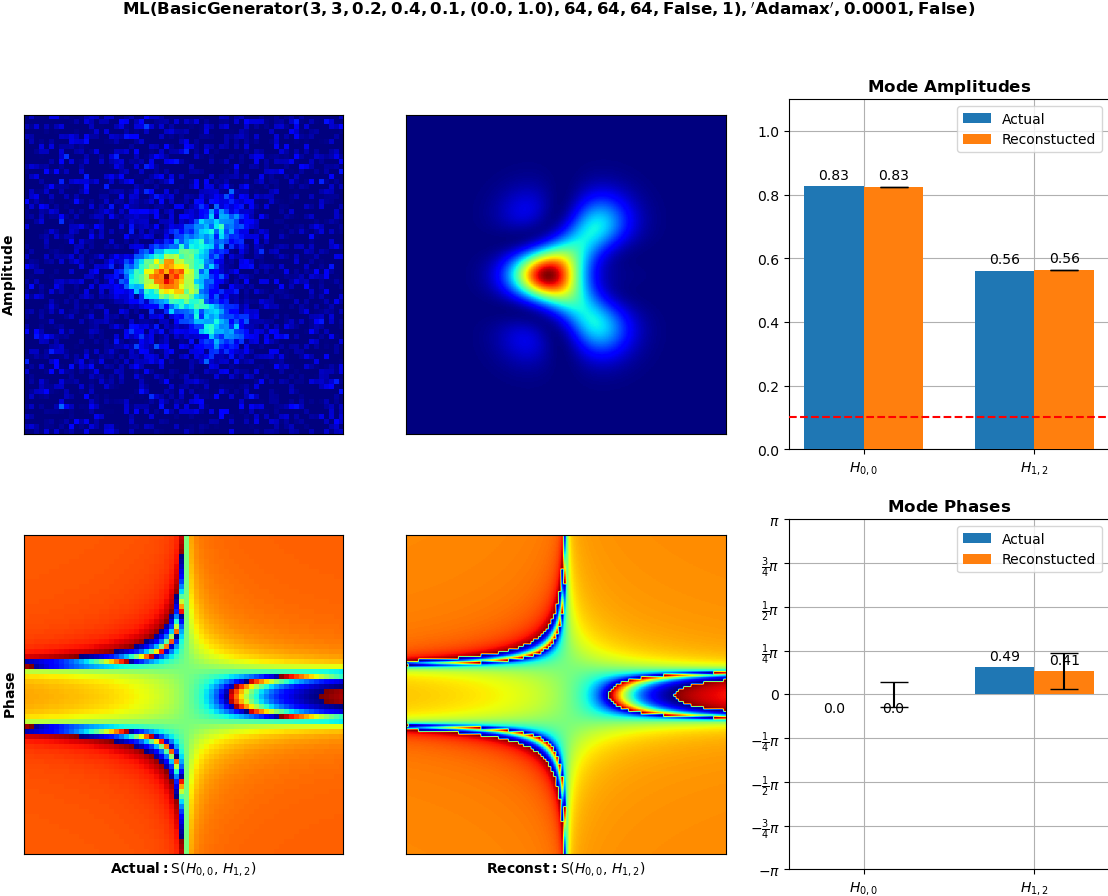 ML(BasicGenerator(3, 3, 0.2, 0.4, 0.1, (0.0, 1.0), 64, 64, 64, False, 1), ′Adamax′, 0.0001, False)
Amplitude
Mode Amplitudes
Actual
Reconstucted
1.0
0.8
0.6
0.4
0.2
0.0
0.83
0.83
0.56
0.56
H0,0
H1,2
Phase
Actual: S(H0,0, H1,2)
Reconst: S(H0,0, H1,2)
Mode Phases
Actual
Reconstucted
π
3/4π
1/2π
1/4π
0
−1/4π
−1/2π
−3/4π
−π
0.0
0.0
0.49
0.41
H0,0
H1,2